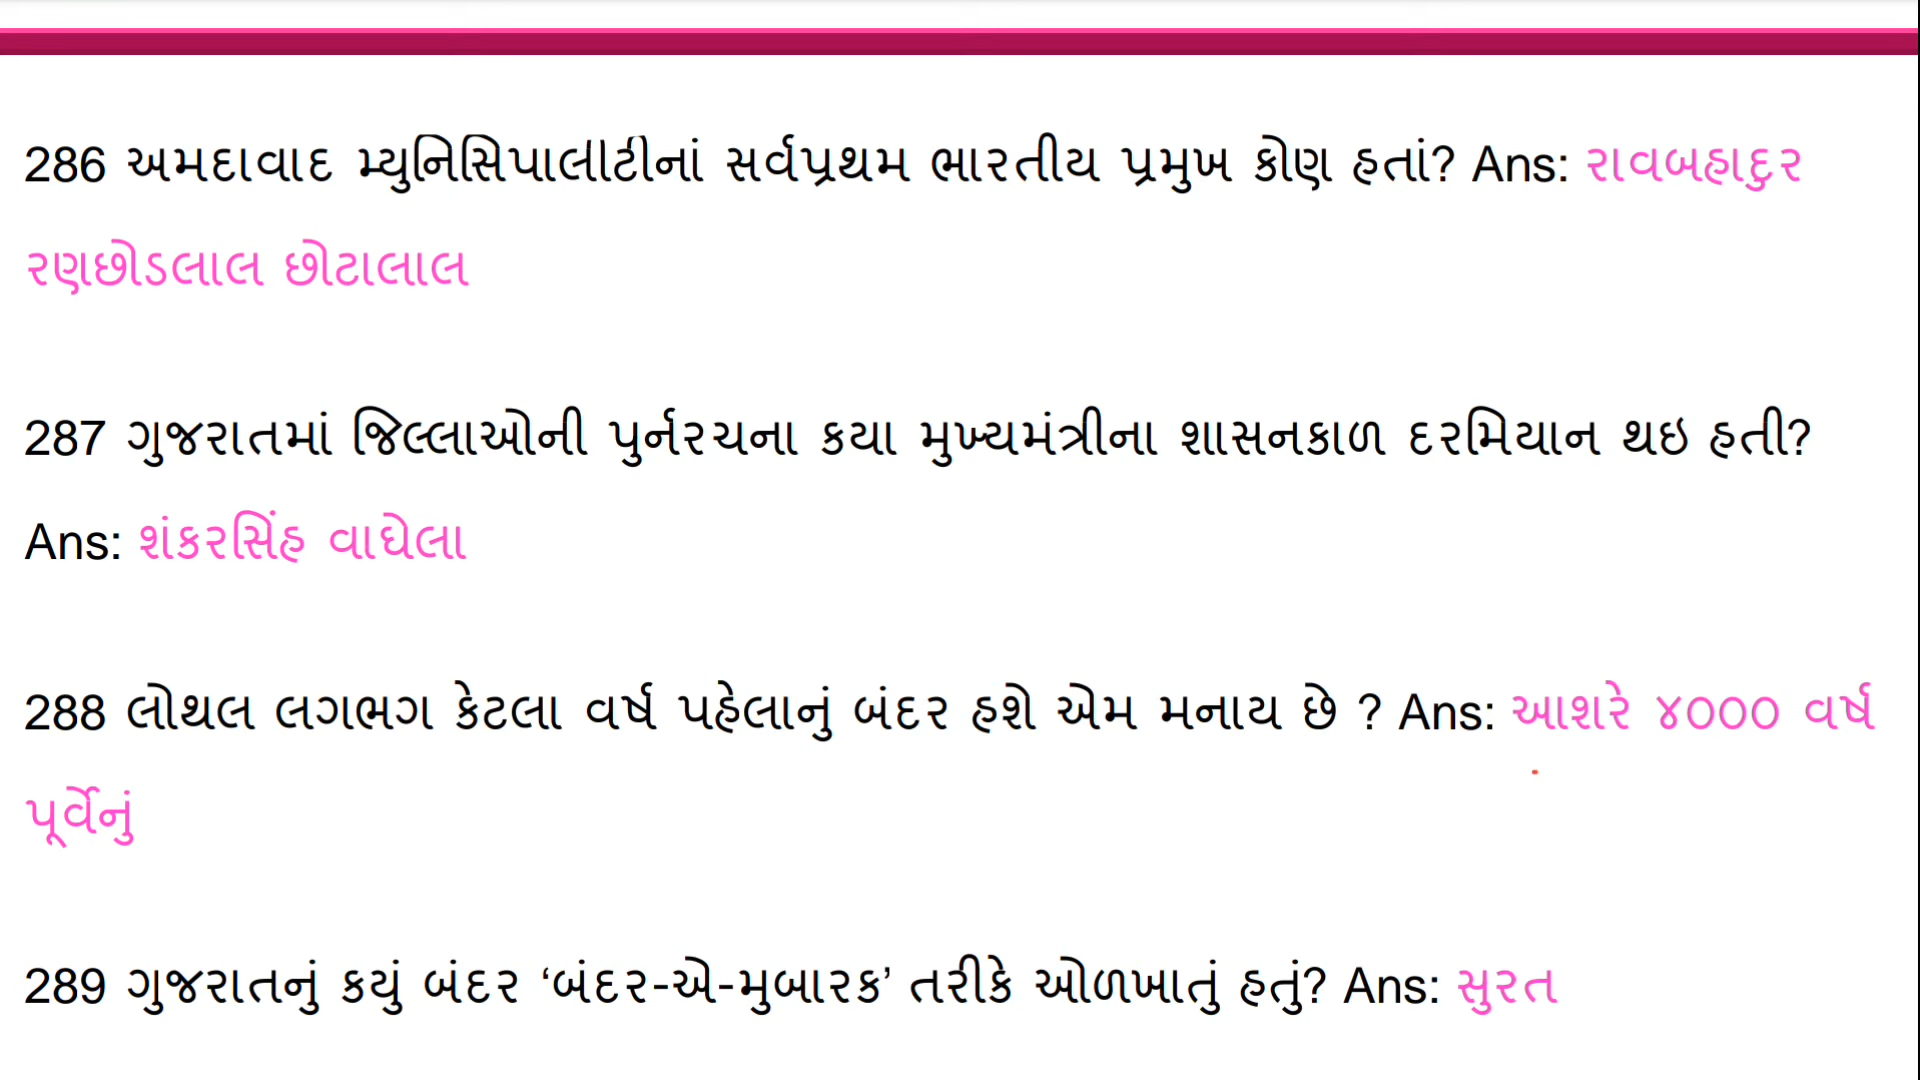 286 અમદાવાદ મ્યુનિસિપાલીટીનાં સર્વપ્રથમ ભારતીય પ્રમુખ કોણ હતાં? Ans: રાવબહાદુર
રણછોડલાલ છોટાલાલ
287 ગુજરાતમાં જિલ્લાઓની પુર્નરચના કયા મુખ્યમંત્રીના શાસનકાળ દરમિયાન થઇ હતી?
Ans: શંકરસિંહ વાઘેલા
288 લોથલ લગભગ કેટલા વર્ષ પહેલાનું બંદર હશે એમ મનાય છે ? Ans: આશરે ૪૦૦૦ વર્ષ
પૂર્વેનું
289 ગુજરાતનું કયું બંદર ‘બંદર-એ-મુબારક’ તરીકે ઓળખાતું હતું? Ans: સુરત